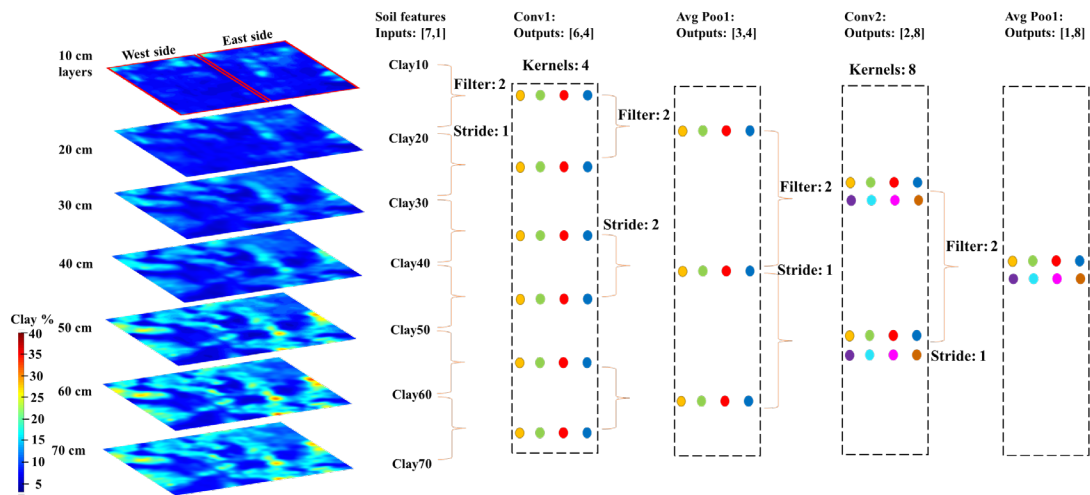 Soil features
Inputs: [7,1]
Conv1:
Outputs: [6,4]
Avg Poo1:
Outputs: [3,4]
Conv2:
Outputs: [2,8]
Avg Poo1:
Outputs: [1,8]
West side
East side
10 cm
layers
20 cm
30 cm
40 cm
50 cm
60 cm
70 cm
Clay %
40
35
30
25
20
15
10
5
Clay10
Clay20
Clay30
Clay40
Clay50
Clay60
Clay70
Filter: 2
Stride: 1
Kernels: 4
Filter: 2
Stride: 2
Filter: 2
Stride: 1
Kernels: 8
Filter: 2
Stride: 1